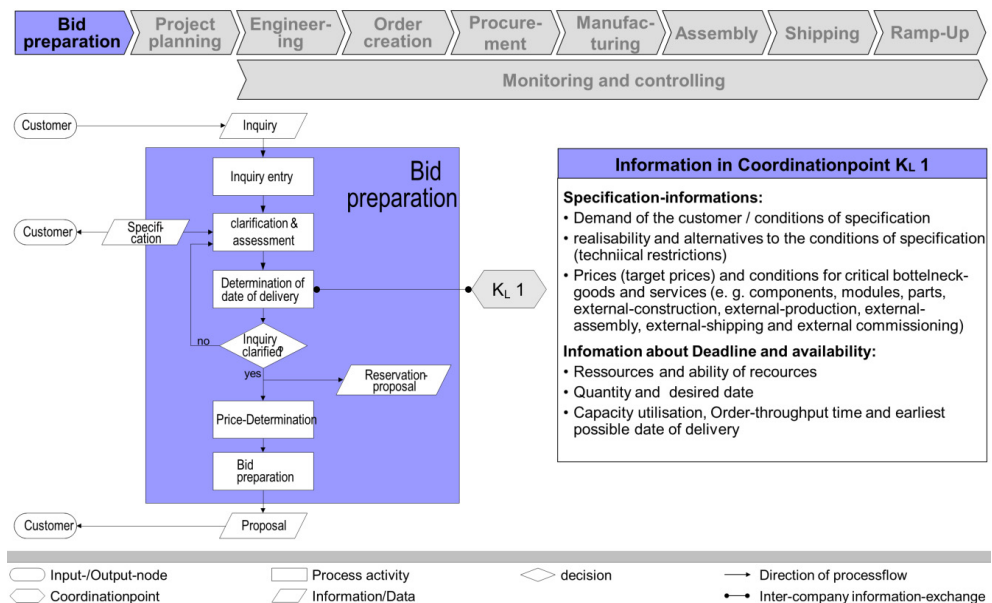 Bid
preparation
Project
planning
Engineer-
ing
Order
creation
Procure-
ment
Manufac-
turing
Assembly
Shipping
Ramp-Up
Monitoring and controlling
Customer
Inquiry
Bid
preparation
Inquiry entry
Customer
Specifi-
cation
clarification &
assessment
Determination of
date of delivery
KL 1
no
Inquiry
clarified?
yes
Reservation-
proposal
Price-Determination
Bid
preparation
Customer
Proposal
Information in Coordinationpoint KL 1
Specification-informations:
• Demand of the customer / conditions of specification
• realisability and alternatives to the conditions of specification
(techniical restrictions)
• Prices (target prices) and conditions for critical bottelneck-
goods and services (e. g. components, modules, parts,
external-construction, external-production, external-
assembly, external-shipping and external commissioning)
Infomation about Deadline and availability:
• Ressources and ability of recources
• Quantity and desired date
• Capacity utilisation, Order-throughput time and earliest
possible date of delivery
Input-/Output-node
Process activity
decision
Direction of processflow
Coordinationpoint
Information/Data
Inter-company information-exchange